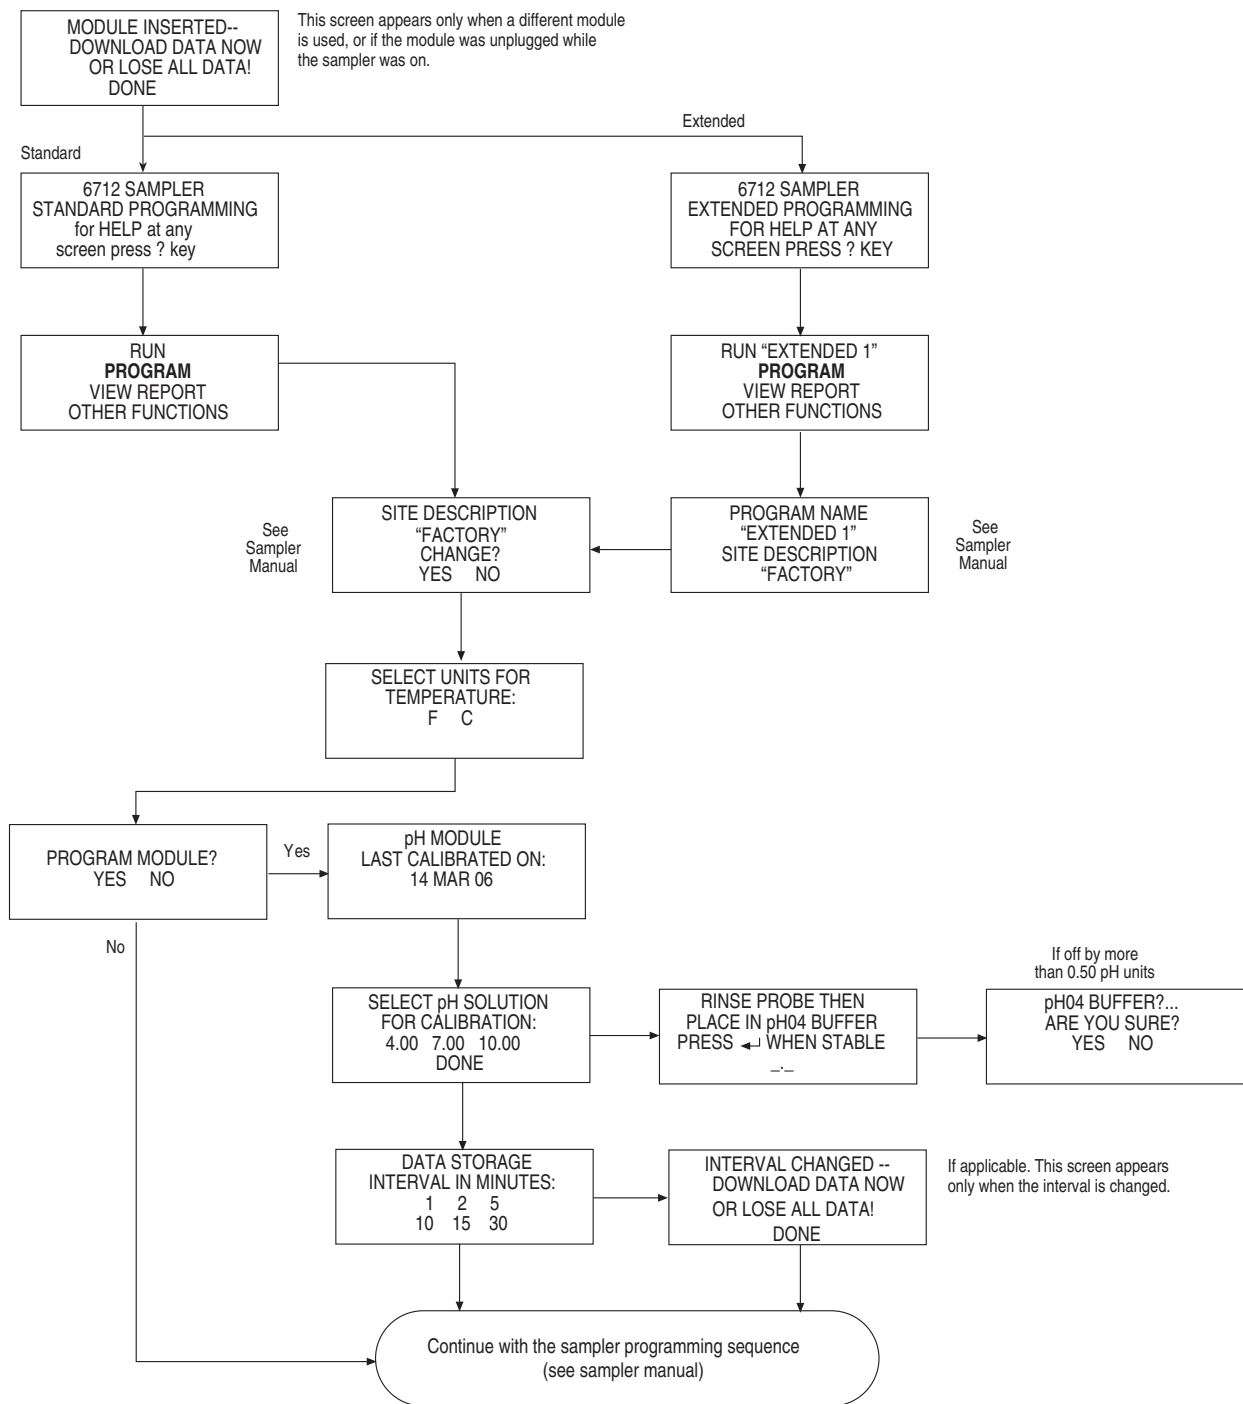 MODULE INSERTED--
DOWNLOAD DATA NOW
OR LOSE ALL DATA!
DONE
This screen appears only when a different module
is used, or if the module was unplugged while
the sampler was on.
Extended
Standard
6712 SAMPLER
STANDARD PROGRAMMING
for HELP at any
screen press ? key
6712 SAMPLER
EXTENDED PROGRAMMING
FOR HELP AT ANY
SCREEN PRESS ? KEY
RUN
PROGRAM
VIEW REPORT
OTHER FUNCTIONS
RUN “EXTENDED 1”
PROGRAM
VIEW REPORT
OTHER FUNCTIONS
See
Sampler
Manual
SITE DESCRIPTION
“FACTORY”
CHANGE?
YES NO
PROGRAM NAME
“EXTENDED 1”
SITE DESCRIPTION
“FACTORY”
See
Sampler
Manual
SELECT UNITS FOR
TEMPERATURE:
F C
PROGRAM MODULE?
YES NO
Yes
pH MODULE
LAST CALIBRATED ON:
14 MAR 06
No
SELECT pH SOLUTION
FOR CALIBRATION:
4.00 7.00 10.00
DONE
RINSE PROBE THEN
PLACE IN pH04 BUFFER
PRESS ↵ WHEN STABLE
_._
If off by more
than 0.50 pH units
pH04 BUFFER?...
ARE YOU SURE?
YES NO
DATA STORAGE
INTERVAL IN MINUTES:
1 2 5
10 15 30
INTERVAL CHANGED --
DOWNLOAD DATA NOW
OR LOSE ALL DATA!
DONE
If applicable. This screen appears
only when the interval is changed.
Continue with the sampler programming sequence
(see sampler manual)